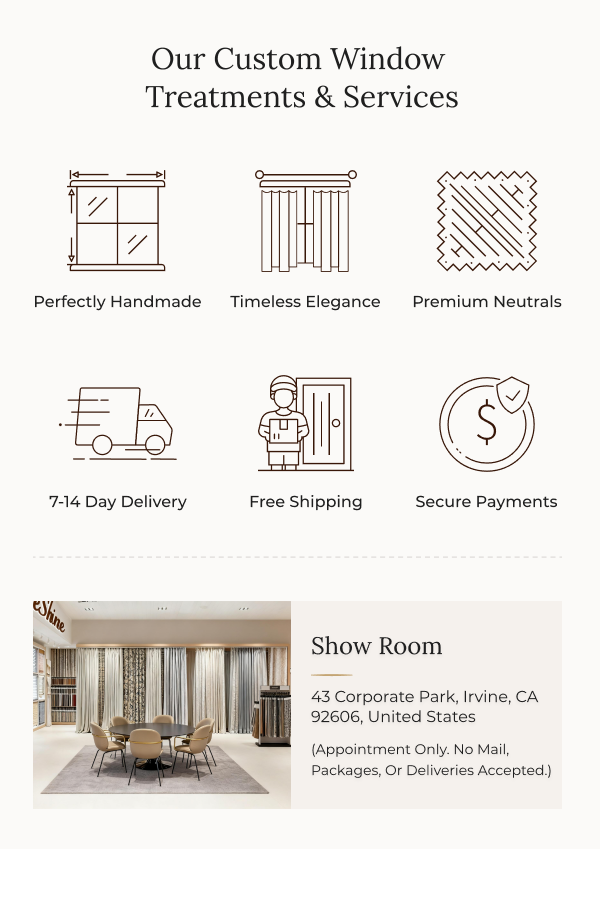 Our Custom Window
Treatments & Services
Perfectly Handmade
Timeless Elegance
Premium Neutrals
7-14 Day Delivery
Free Shipping
Secure Payments
$
Show Room
43 Corporate Park, Irvine, CA
92606, United States
(Appointment Only. No Mail,
Packages, Or Deliveries Accepted.)